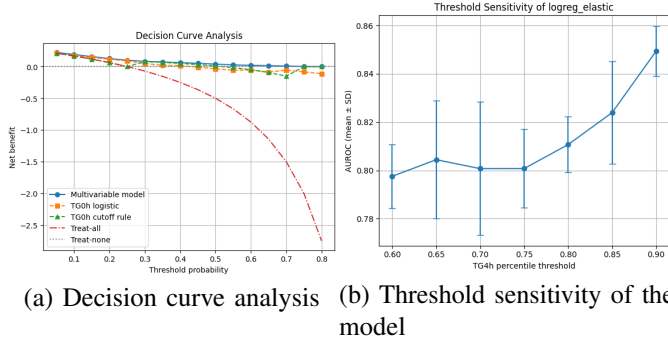 Decision Curve Analysis
Net benefit
0.0
−0.5
−1.0
−1.5
−2.0
−2.5
Multivariable model
TG0h logistic
TG0h cutoff rule
Treat-all
Treat-none
0.1 0.2 0.3 0.4 0.5 0.6 0.7 0.8
Threshold probability
(a) Decision curve analysis
Threshold Sensitivity of logreg_elastic
AUROC (mean ± SD)
0.86
0.84
0.82
0.80
0.78
0.60 0.65 0.70 0.75 0.80 0.85 0.90
TG4h percentile threshold
(b) Threshold sensitivity of the
model